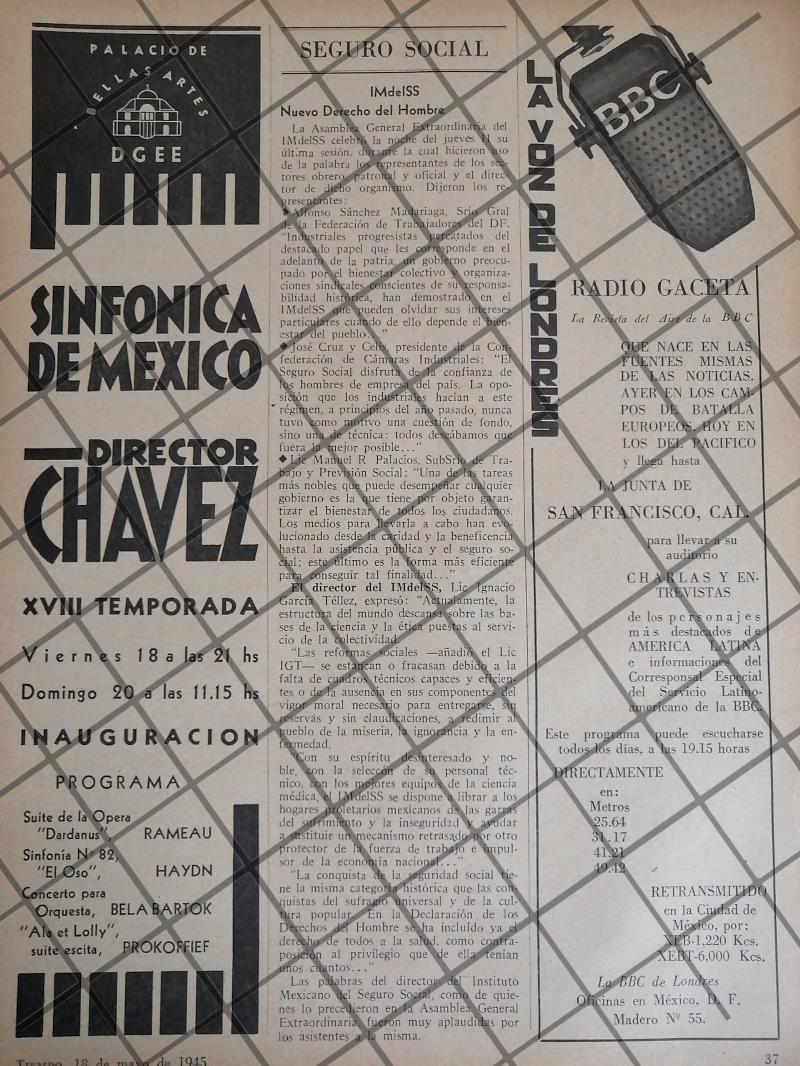 PALACIO DE
BELLAS ARTES
DGEE
SINFONICA
DE MEXICO
DIRECTOR
CHAVEZ
XVIII TEMPORADA
Viernes 18 a las 21 hs
Domingo 20 a las 11.15 hs
INAUGURACION
PROGRAMA
Suite de la Opera
"Dardanus", RAMEAU
Sinfonía Nº 82,
"El Oso", HAYDN
Concerto para
Orquesta, BELA BARTOK
"Ala et Lolly",
suite escita, PROKOFFIEF
SEGURO SOCIAL
IMdelSS
Nuevo Derecho del Hombre
La Asamblea General Extraordinaria del
IMdelSS celebró la noche del jueves 11 su
última sesión, durante la cual hicieron uso
de la palabra los representantes de los sec-
tores obrero, patronal y oficial y el direc-
tor de dicho organismo. Dijeron los re-
presentantes:
◆Alfonso Sánchez Madariaga, Srio Gral
de la Federación de Trabajadores del DF.
"Industriales progresistas percatados del
destacado papel que les corresponde en el
adelanto de la patria, un gobierno preocu-
pado por el bienestar colectivo y organiza-
ciones sindicales conscientes de su responsa-
bilidad histórica, han demostrado en el
IMdelSS que pueden olvidar sus intereses
particulares cuando de ello depende el bien-
estar del pueblo..."
◆José Cruz y Celis, presidente de la Con-
federación de Cámaras Industriales: "El
Seguro Social disfruta de la confianza de
los hombres de empresa del país. La opo-
sición que los industriales hacían a este
régimen, a principios del año pasado, nunca
tuvo como motivo una cuestión de fondo,
sino una de técnica: todos deseábamos que
fuera la mejor posible..."
◆Lic Manuel R Palacios, SubSrio de Tra-
bajo y Previsión Social: "Una de las tareas
más nobles que puede desempeñar cualquier
gobierno es la que tiene por objeto garan-
tizar el bienestar de todos los ciudadanos.
Los medios para llevarla a cabo han evo-
lucionado desde la caridad y la beneficencia
hasta la asistencia pública y el seguro so-
cial; este último es la forma más eficiente
para conseguir tal finalidad..."
El director del IMdelSS, Lic Ignacio
García Téllez, expresó: "Actualmente, la
estructura del mundo descansa sobre las ba-
ses de la ciencia y la ética puestas al servi-
cio de la colectividad.
"Las reformas sociales —añadió el Lic
IGT— se estancan o fracasan debido a la
falta de cuadros técnicos capaces y eficien-
tes o de la ausencia en sus componentes del
vigor moral necesario para entregarse, sin
reservas y sin claudicaciones, a redimir al
pueblo de la miseria, la ignorancia y la en-
fermedad.
"Con su espíritu desinteresado y no-
ble, con la selección de su personal téc-
nico, con los mejores equipos de la ciencia
médica, el IMdelSS se dispone a librar a los
hogares proletarios mexicanos de las garras
del sufrimiento y la inseguridad y ayudar
a sustituir un mecanismo retrasado por otro
protector de la fuerza de trabajo e impul-
sor de la economía nacional..."
"La conquista de la seguridad social tie-
ne la misma categoría histórica que las con-
quistas del sufragio universal y de la cul-
tura popular. En la Declaración de los
Derechos del Hombre se ha incluído ya el
derecho de todos a la salud, como contra-
posición al privilegio que de ella tenían
unos cuantos..."
Las palabras del director del Instituto
Mexicano del Seguro Social, como de quie-
nes lo precedieron en la Asamblea General
Extraordinaria, fueron muy aplaudidas por
los asistentes a la misma.
LA VOZ DE LONDRES
BBC
RADIO GACETA
La Revista del Aire de la BBC
QUE NACE EN LAS
FUENTES MISMAS
DE LAS NOTICIAS.
AYER EN LOS CAM-
POS DE BATALLA
EUROPEOS, HOY EN
LOS DEL PACIFICO
y llega hasta
LA JUNTA DE
SAN FRANCISCO, CAL.
para llevar a su
auditorio
CHARLAS Y EN-
TREVISTAS
de los personajes
más destacados de
AMERICA LATINA
e informaciones del
Corresponsal Especial
del Servicio Latino-
americano de la BBC.
Este programa puede escucharse
todos los días, a las 19.15 horas
DIRECTAMENTE
en:
Metros
25.64
31.17
41.21
49.42
RETRANSMITIDO
en la Ciudad de
México, por:
XEB-1,220 Kcs.
XEBT-6,000 Kcs.
La BBC de Londres
Oficinas en México, D. F.
Madero Nº 55.
Tiempo, 18 de mayo de 1945
37